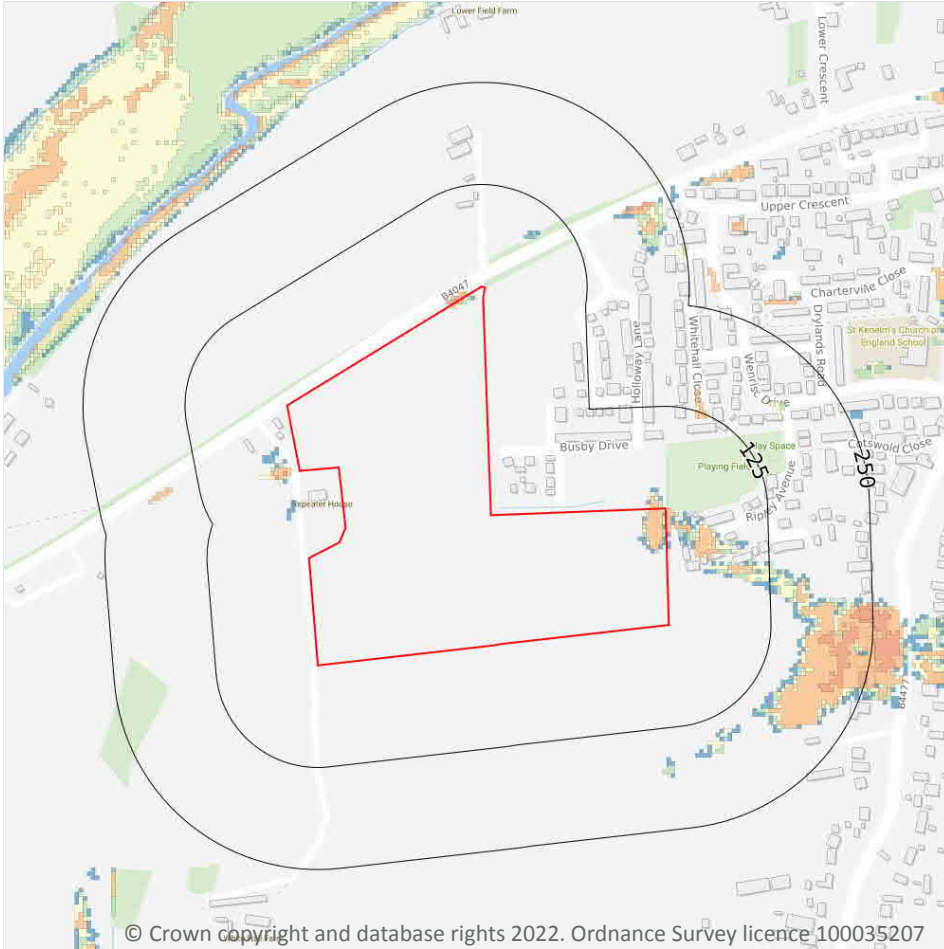 Lower Field Farm
Lower Crescent
Upper Crescent
B4047
Charterville Close
St Kenelm's Church of
England School
Drylands Road
Whitehall Close
Holloway Lane
Wenrisc Drive
Busby Drive
Cotswold Close
Play Space
125
250
Playing Field
Ripley Avenue
Repeater House
B4477
© Crown copyright and database rights 2022. Ordnance Survey licence 100035207